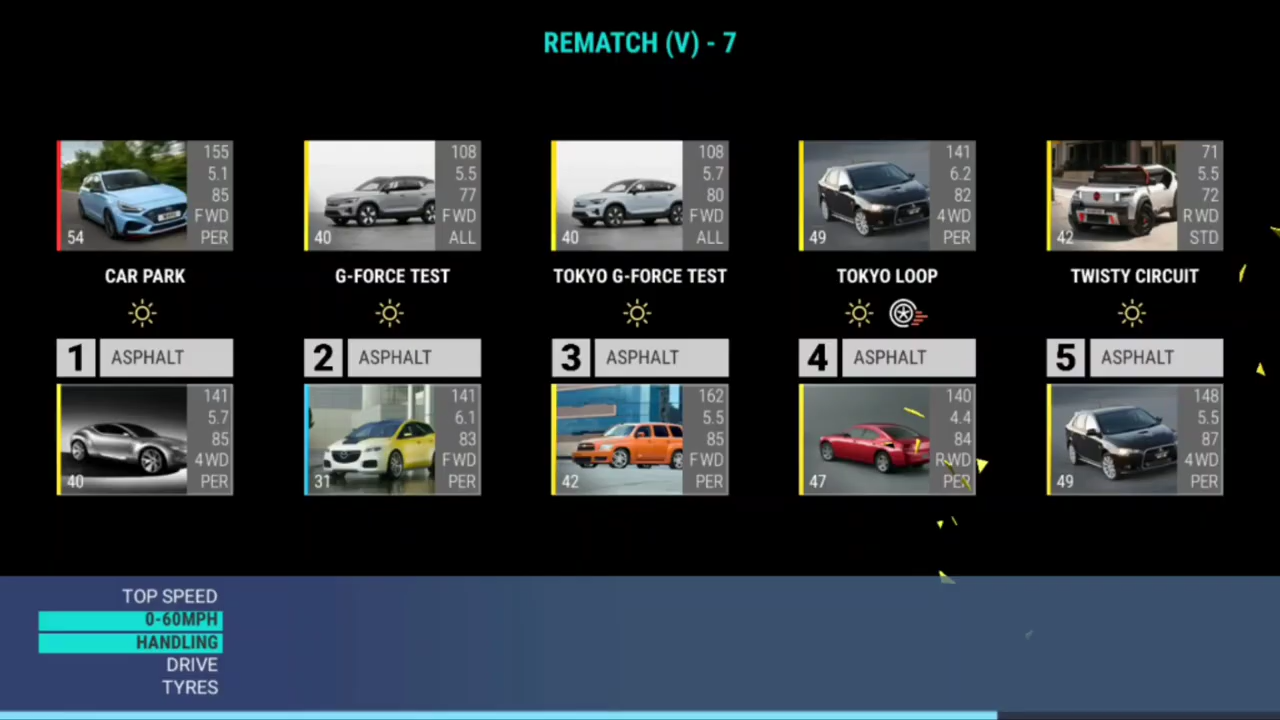 REMATCH (V) - 7
155
5.1
85
FWD
PER
54
108
5.5
77
FWD
ALL
40
108
5.7
80
FWD
ALL
40
141
6.2
82
4WD
PER
49
71
5.5
72
RWD
STD
42
CAR PARK
G-FORCE TEST
TOKYO G-FORCE TEST
TOKYO LOOP
TWISTY CIRCUIT
1 ASPHALT
2 ASPHALT
3 ASPHALT
4 ASPHALT
5 ASPHALT
141
5.7
85
4WD
PER
40
141
6.1
83
FWD
PER
31
162
5.5
85
FWD
PER
42
140
4.4
84
RWD
PER
47
148
5.5
87
4WD
PER
49
TOP SPEED
0-60MPH
HANDLING
DRIVE
TYRES